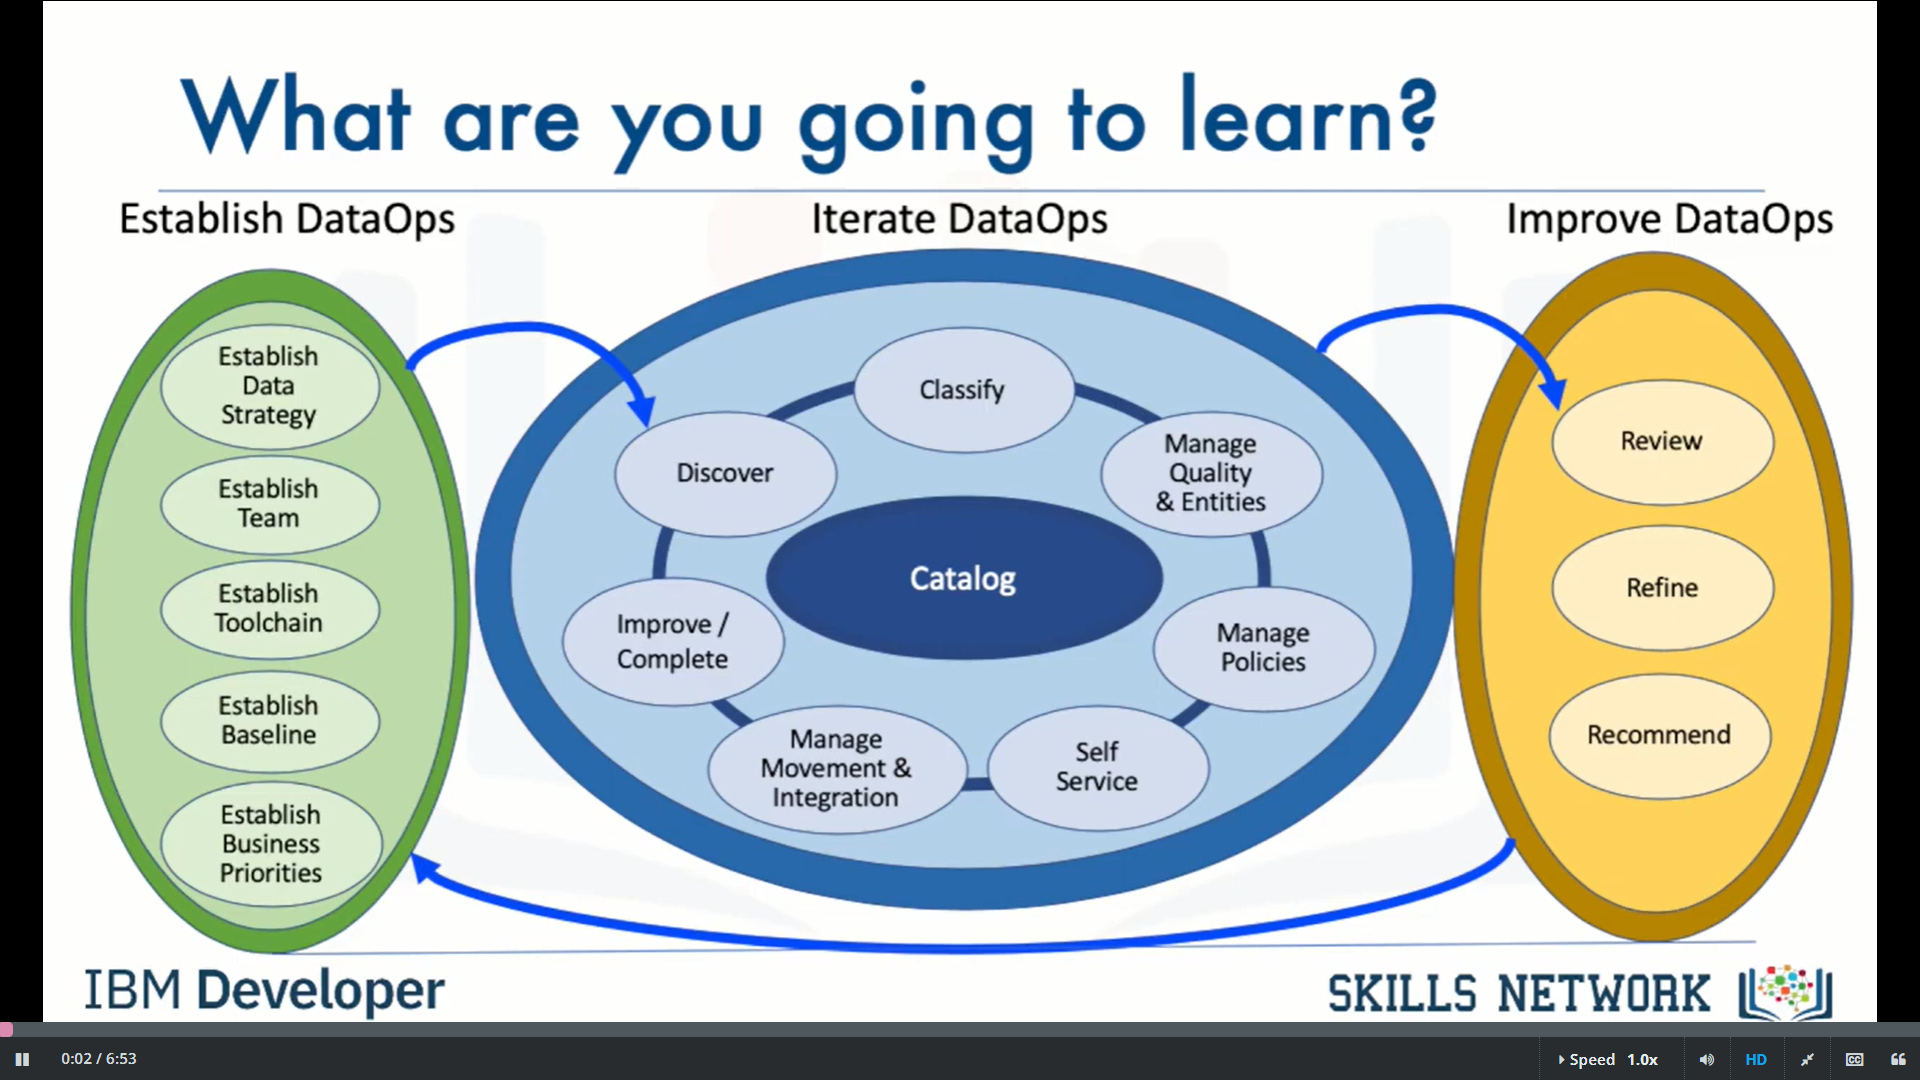 What are you going to learn?
Establish DataOps
Iterate DataOps
Improve DataOps
Establish
Data
Strategy
Establish
Team
Establish
Toolchain
Establish
Baseline
Establish
Business
Priorities
Classify
Discover
Manage
Quality
& Entities
Catalog
Improve /
Complete
Manage
Policies
Manage
Movement &
Integration
Self
Service
Review
Refine
Recommend
IBM Developer
SKILLS NETWORK
0:02 / 6:53
Speed 1.0x
HD
CC